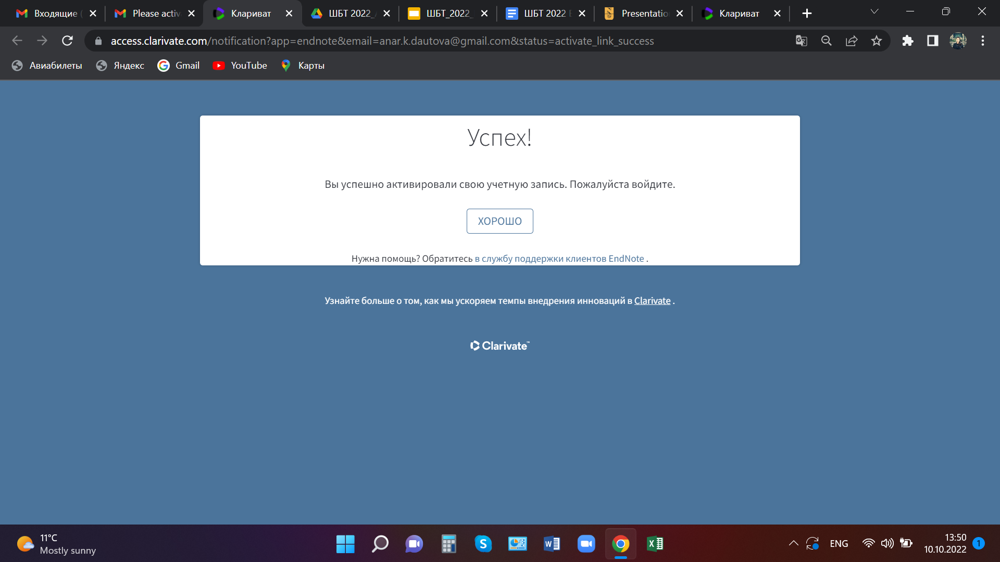 Входящие (
Please activ
Клариват
ШБТ 2022_
ШБТ_2022_
ШБТ 2022
Presentatio
Клариват
access.clarivate.com/notification?app=endnote&email=anar.k.dautova@gmail.com&status=activate_link_success
Авиабилеты
Яндекс
Gmail
YouTube
Карты
Успех!
Вы успешно активировали свою учетную запись. Пожалуйста войдите.
ХОРОШО
Нужна помощь? Обратитесь в службу поддержки клиентов EndNote .
Узнайте больше о том, как мы ускоряем темпы внедрения инноваций в Clarivate .
Clarivate™
11°C
Mostly sunny
ENG
13:50
10.10.2022
1